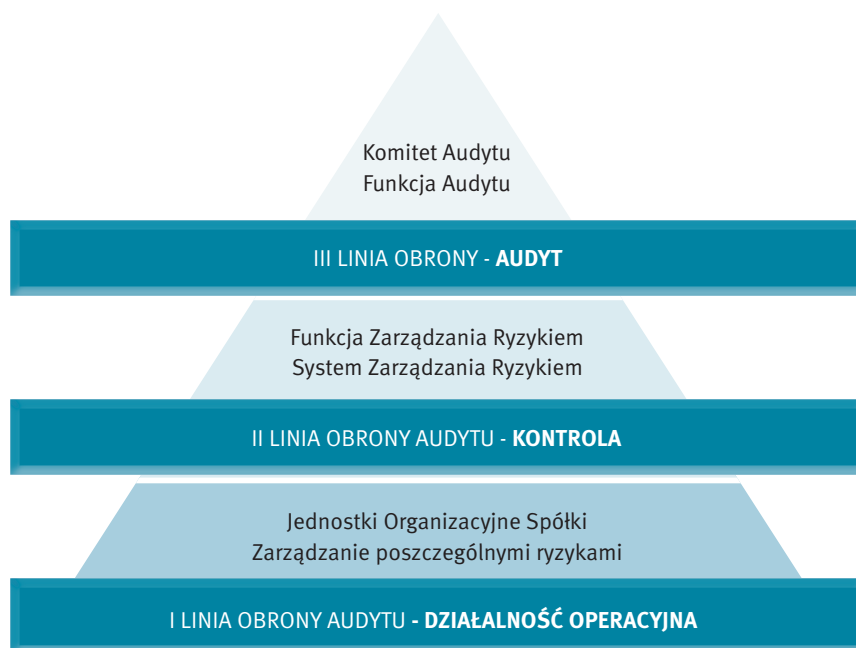 Komitet Audytu
Funkcja Audytu
III LINIA OBRONY - AUDYT
Funkcja Zarządzania Ryzykiem
System Zarządzania Ryzykiem
II LINIA OBRONY AUDYTU - KONTROLA
Jednostki Organizacyjne Spółki
Zarządzanie poszczególnymi ryzykami
I LINIA OBRONY AUDYTU - DZIAŁALNOŚĆ OPERACYJNA